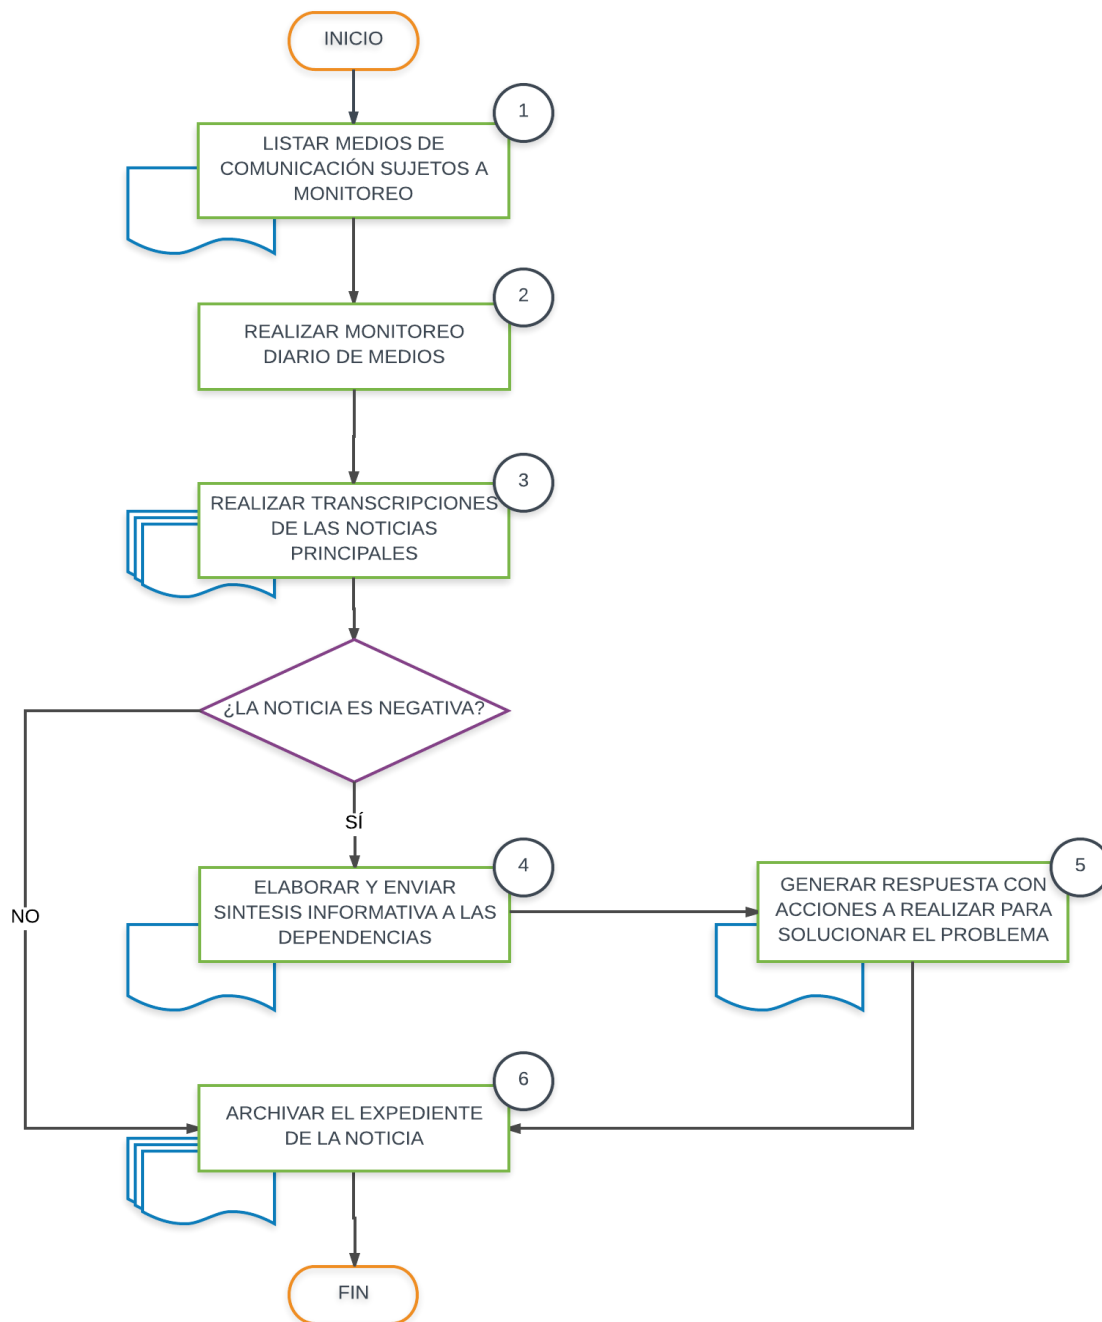 INICIO
1
LISTAR MEDIOS DE
COMUNICACIÓN SUJETOS A
MONITOREO
2
REALIZAR MONITOREO
DIARIO DE MEDIOS
3
REALIZAR TRANSCRIPCIONES
DE LAS NOTICIAS
PRINCIPALES
¿LA NOTICIA ES NEGATIVA?
SÍ
4
ELABORAR Y ENVIAR
SINTESIS INFORMATIVA A LAS
DEPENDENCIAS
5
GENERAR RESPUESTA CON
ACCIONES A REALIZAR PARA
SOLUCIONAR EL PROBLEMA
NO
6
ARCHIVAR EL EXPEDIENTE
DE LA NOTICIA
FIN